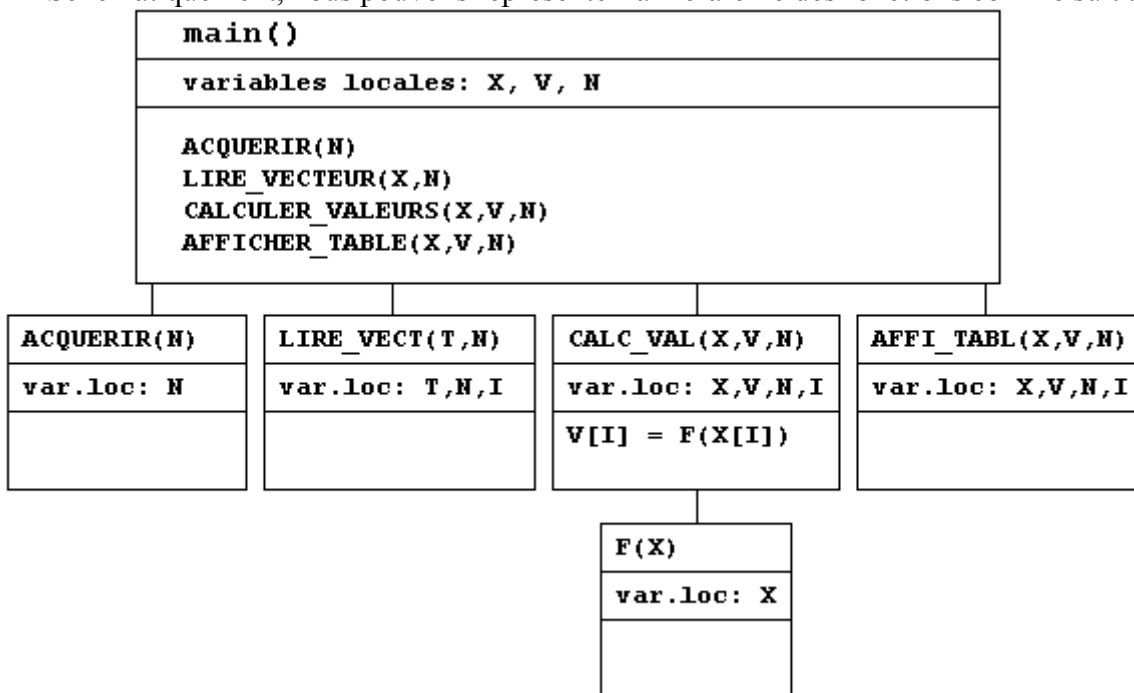 main()
variables locales: X, V, N
ACQUERIR(N)
LIRE_VECTEUR(X,N)
CALCULER_VALEURS(X,V,N)
AFFICHER_TABLE(X,V,N)
ACQUERIR(N)
var.loc: N
LIRE_VECT(T,N)
var.loc: T,N,I
CALC_VAL(X,V,N)
var.loc: X,V,N,I
V[I] = F(X[I])
AFFI_TABL(X,V,N)
var.loc: X,V,N,I
F(X)
var.loc: X